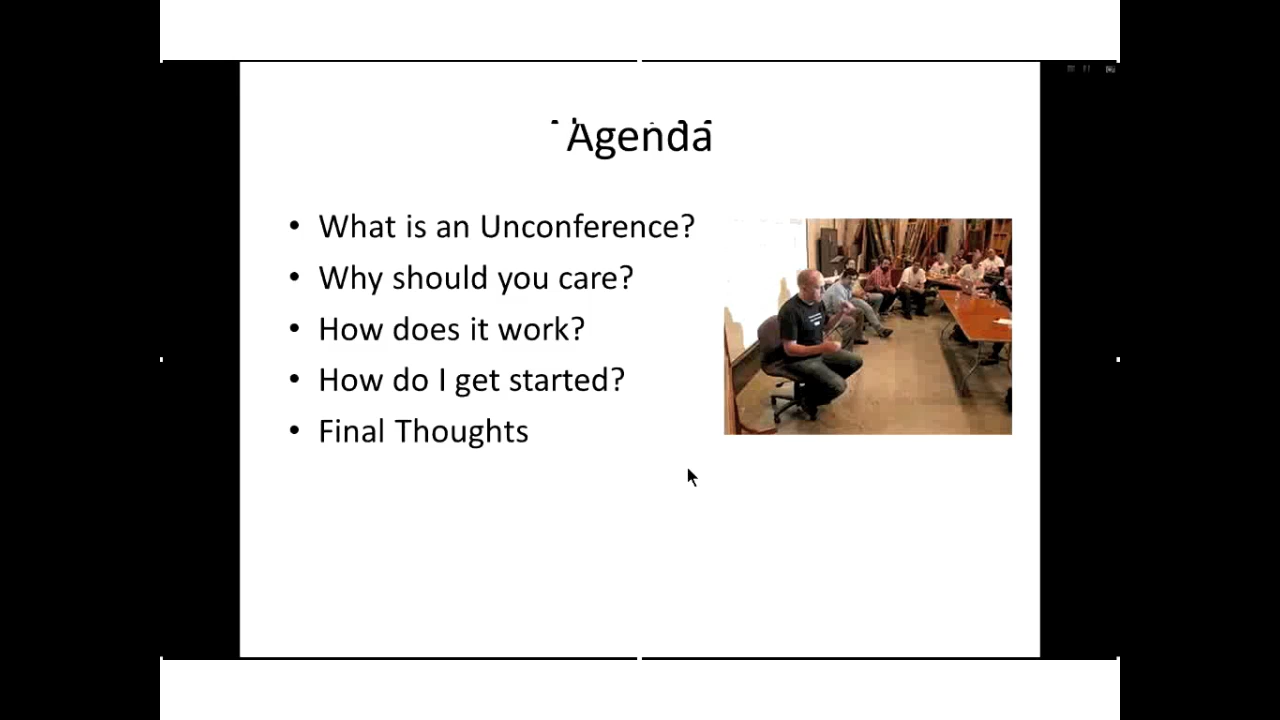 Agenda
• What is an Unconference?
• Why should you care?
• How does it work?
• How do I get started?
• Final Thoughts